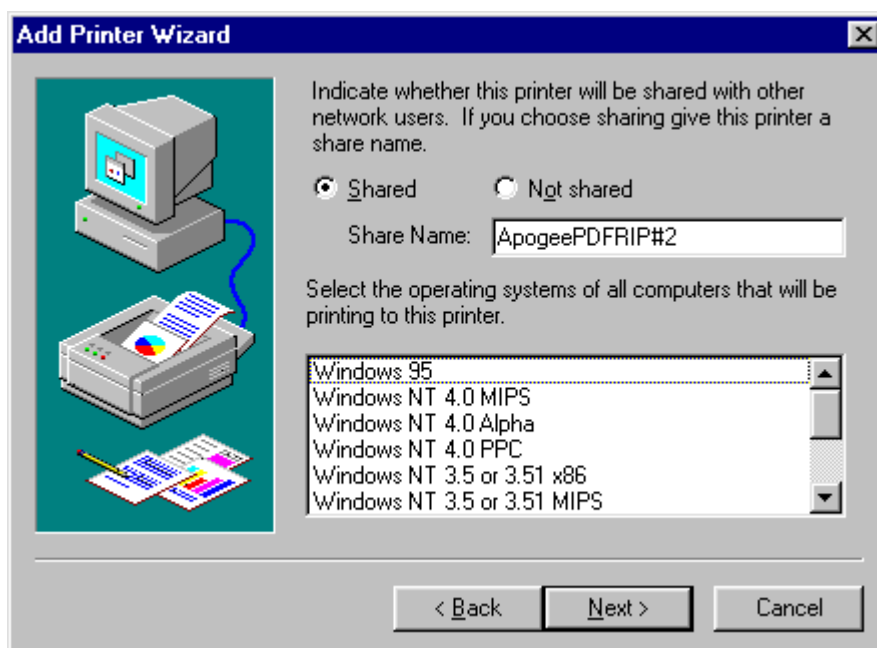 Add Printer Wizard
Indicate whether this printer will be shared with other
network users.  If you choose sharing give this printer a
share name.
Shared Not shared
Share Name: ApogeePDFRIP#2
Select the operating systems of all computers that will be
printing to this printer.
Windows 95
Windows NT 4.0 MIPS
Windows NT 4.0 Alpha
Windows NT 4.0 PPC
Windows NT 3.5 or 3.51 x86
Windows NT 3.5 or 3.51 MIPS
< Back Next > Cancel